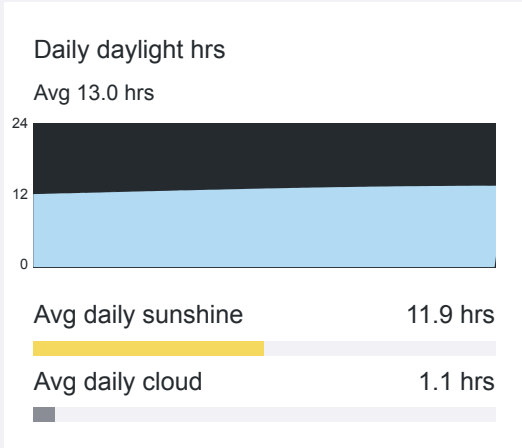 Daily daylight hrs
Avg 13.0 hrs
24
12
0
Avg daily sunshine 11.9 hrs
Avg daily cloud 1.1 hrs